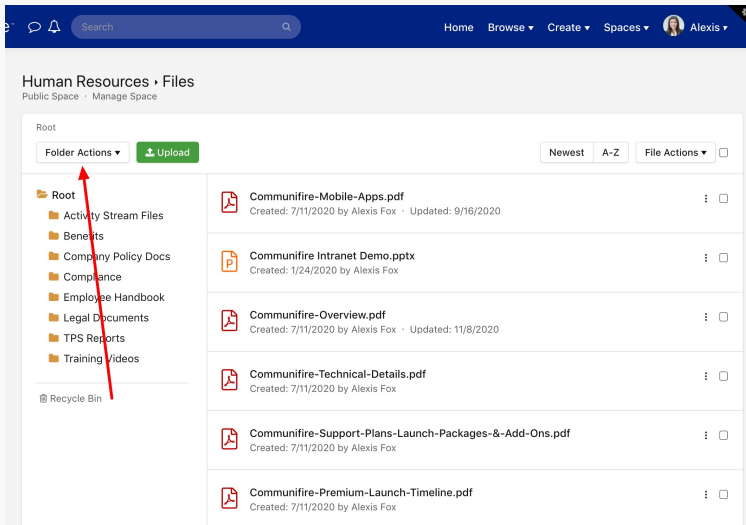 Search
Home Browse ▾ Create ▾ Spaces ▾ Alexis ▾
Human Resources › Files
Public Space · Manage Space
Root
Folder Actions ▾ Upload Newest A-Z File Actions ▾
Root
Activity Stream Files
Benefits
Company Policy Docs
Compliance
Employee Handbook
Legal Documents
TPS Reports
Training Videos
Recycle Bin
Communifire-Mobile-Apps.pdf
Created: 7/11/2020 by Alexis Fox · Updated: 9/16/2020
P
Communifire Intranet Demo.pptx
Created: 1/24/2020 by Alexis Fox
Communifire-Overview.pdf
Created: 7/11/2020 by Alexis Fox · Updated: 11/8/2020
Communifire-Technical-Details.pdf
Created: 7/11/2020 by Alexis Fox
Communifire-Support-Plans-Launch-Packages-&-Add-Ons.pdf
Created: 7/11/2020 by Alexis Fox
Communifire-Premium-Launch-Timeline.pdf
Created: 7/11/2020 by Alexis Fox